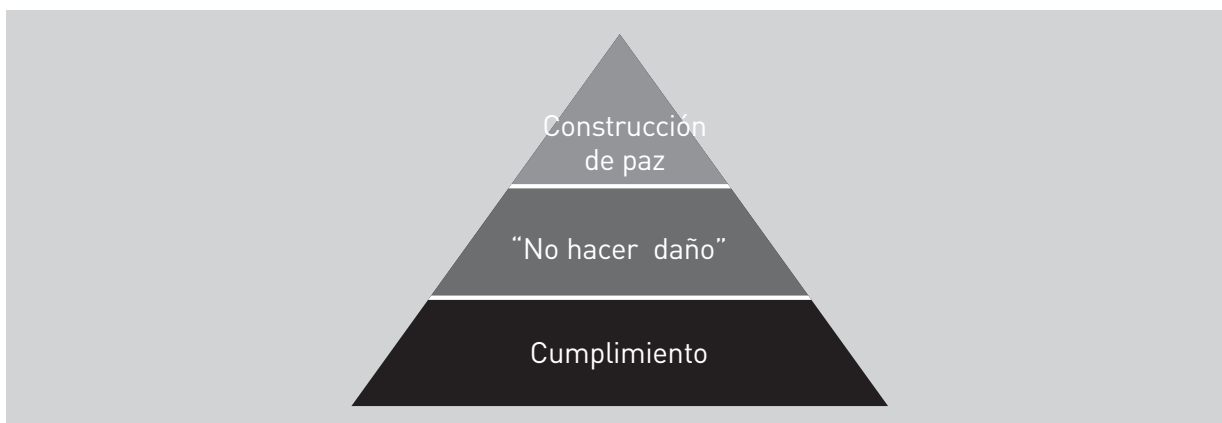 Construcción
de paz
“No hacer  daño”
Cumplimiento